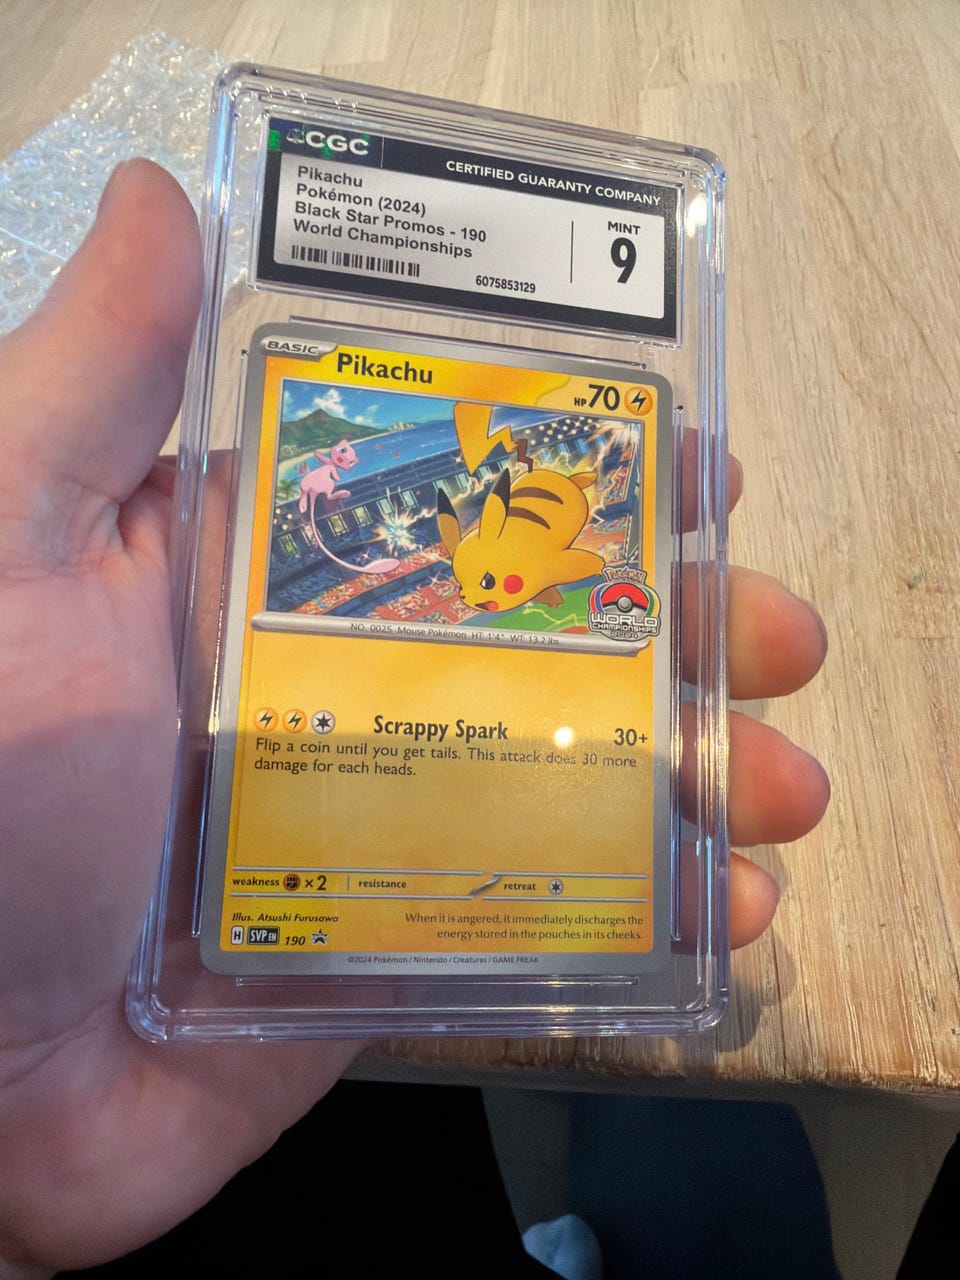 CGC
CERTIFIED GUARANTY COMPANY
Pikachu
Pokémon (2024)
Black Star Promos - 190
World Championships
6075853129
MINT
9
BASIC
Pikachu
HP 70
Pokémon
WORLD
CHAMPIONSHIPS
2024
NO. 0025 Mouse Pokémon HT: 1'4" WT: 13.2 lbs
Scrappy Spark 30+
Flip a coin until you get tails. This attack does 30 more
damage for each heads.
weakness ×2 resistance retreat
Illus. Atsushi Furusawa
H SVP EN 190
When it is angered, it immediately discharges the
energy stored in the pouches in its cheeks.
©2024 Pokémon / Nintendo / Creatures / GAME FREAK